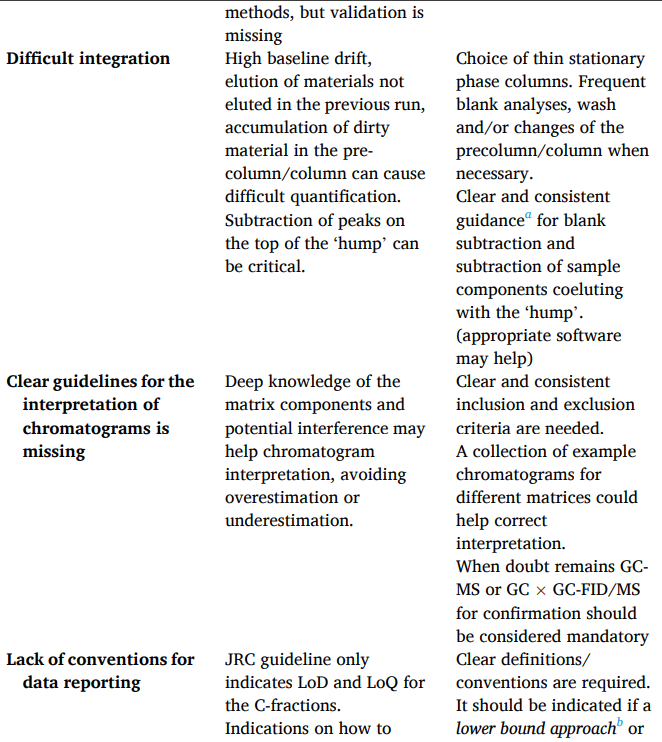 methods, but validation is
missing
Difficult integration
High baseline drift,
elution of materials not
eluted in the previous run,
accumulation of dirty
material in the pre-
column/column can cause
difficult quantification.
Subtraction of peaks on
the top of the ‘hump’ can
be critical.
Choice of thin stationary
phase columns. Frequent
blank analyses, wash
and/or changes of the
precolumn/column when
necessary.
Clear and consistent
guidanceᵃ for blank
subtraction and
subtraction of sample
components coeluting
with the ‘hump’.
(appropriate software
may help)
Clear guidelines for the
interpretation of
chromatograms is
missing
Deep knowledge of the
matrix components and
potential interference may
help chromatogram
interpretation, avoiding
overestimation or
underestimation.
Clear and consistent
inclusion and exclusion
criteria are needed.
A collection of example
chromatograms for
different matrices could
help correct
interpretation.
When doubt remains GC-
MS or GC × GC-FID/MS
for confirmation should
be considered mandatory
Lack of conventions for
data reporting
JRC guideline only
indicates LoD and LoQ for
the C-fractions.
Indications on how to
Clear definitions/
conventions are required.
It should be indicated if a
lower bound approachᵇ or